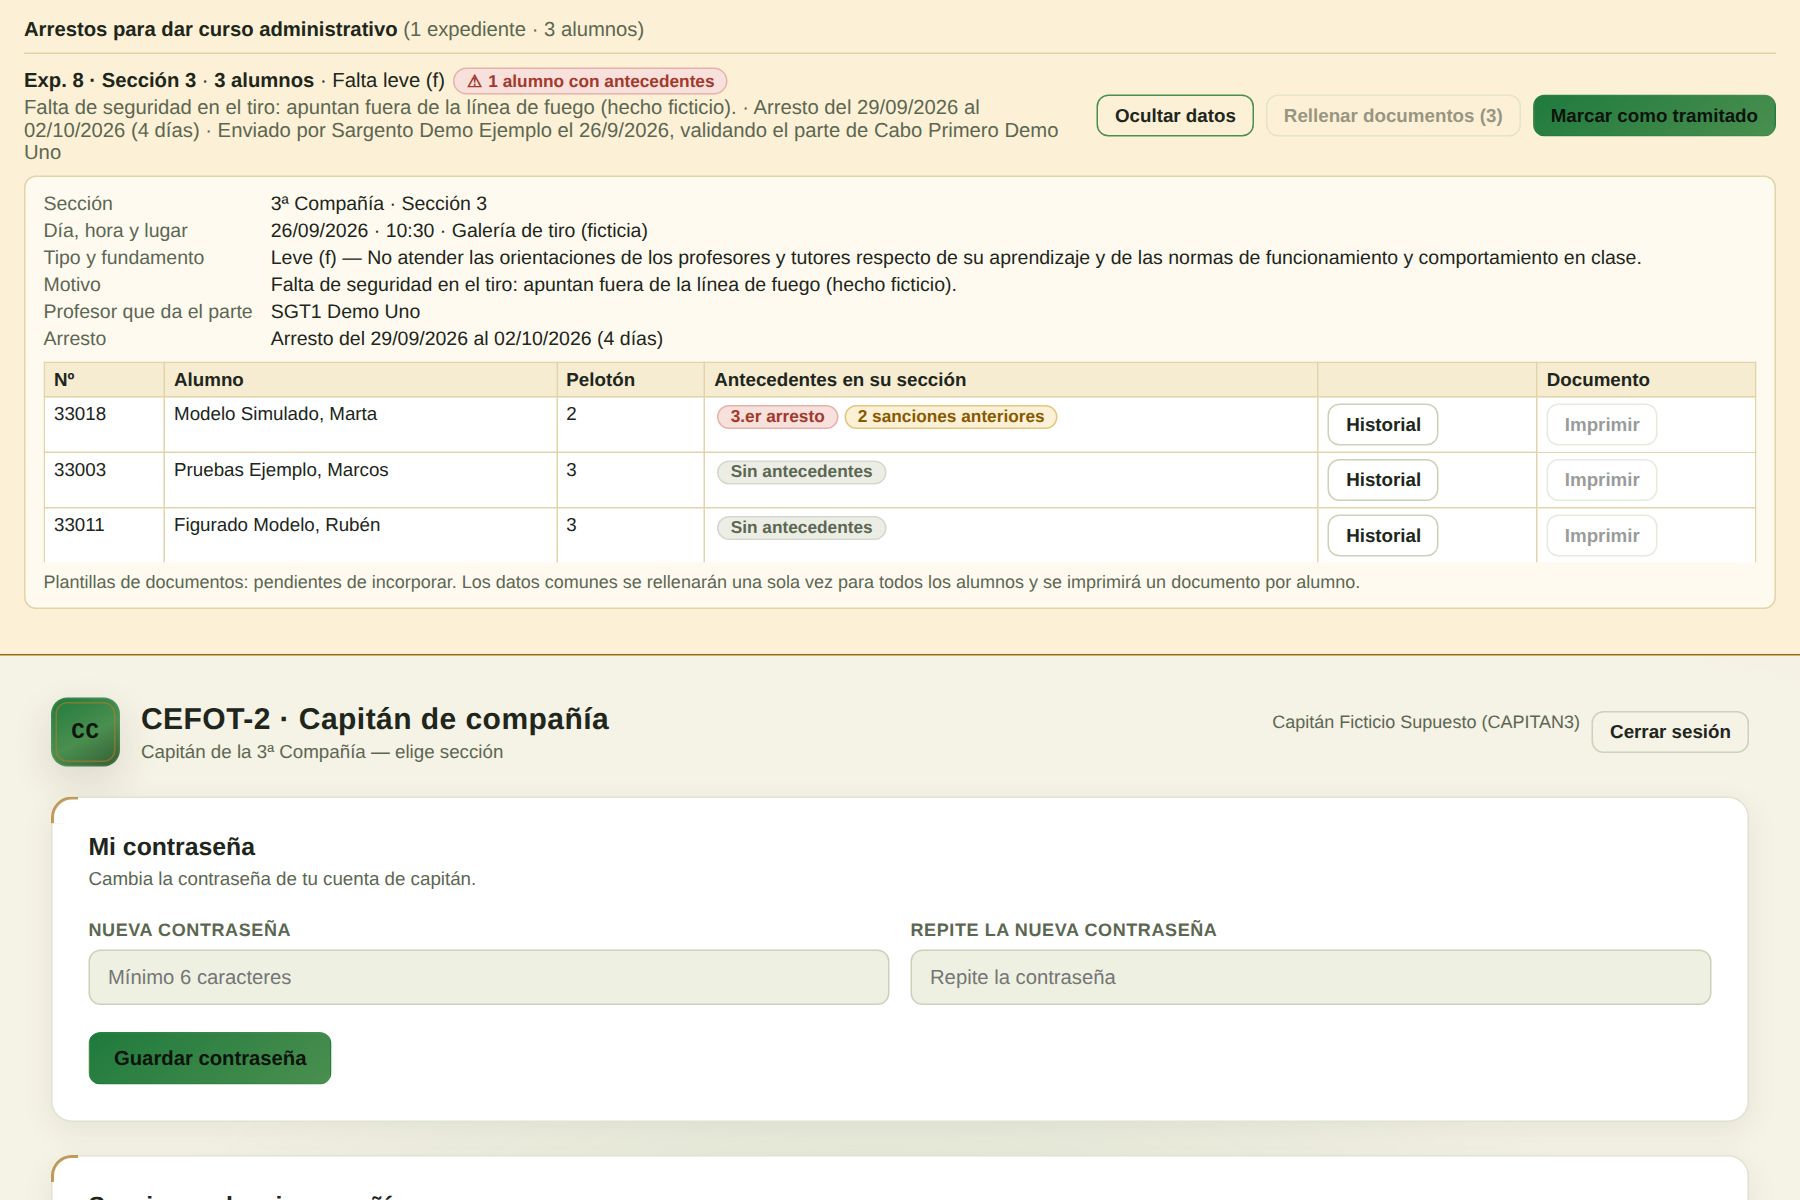 Arrestos para dar curso administrativo (1 expediente · 3 alumnos)
Exp. 8 · Sección 3 · 3 alumnos · Falta leve (f) ⚠ 1 alumno con antecedentes
Falta de seguridad en el tiro: apuntan fuera de la línea de fuego (hecho ficticio). · Arresto del 29/09/2026 al
02/10/2026 (4 días) · Enviado por Sargento Demo Ejemplo el 26/9/2026, validando el parte de Cabo Primero Demo
Uno
Ocultar datos Rellenar documentos (3) Marcar como tramitado
Sección 3ª Compañía · Sección 3
Día, hora y lugar 26/09/2026 · 10:30 · Galería de tiro (ficticia)
Tipo y fundamento Leve (f) — No atender las orientaciones de los profesores y tutores respecto de su aprendizaje y de las normas de funcionamiento y comportamiento en clase.
Motivo Falta de seguridad en el tiro: apuntan fuera de la línea de fuego (hecho ficticio).
Profesor que da el parte SGT1 Demo Uno
Arresto Arresto del 29/09/2026 al 02/10/2026 (4 días)
Nº Alumno Pelotón Antecedentes en su sección Documento
33018 Modelo Simulado, Marta 2 3.er arresto 2 sanciones anteriores Historial Imprimir
33003 Pruebas Ejemplo, Marcos 3 Sin antecedentes Historial Imprimir
33011 Figurado Modelo, Rubén 3 Sin antecedentes Historial Imprimir
Plantillas de documentos: pendientes de incorporar. Los datos comunes se rellenarán una sola vez para todos los alumnos y se imprimirá un documento por alumno.
CC
CEFOT-2 · Capitán de compañía
Capitán de la 3ª Compañía — elige sección
Capitán Ficticio Supuesto (CAPITAN3) Cerrar sesión
Mi contraseña
Cambia la contraseña de tu cuenta de capitán.
NUEVA CONTRASEÑA REPITE LA NUEVA CONTRASEÑA
Mínimo 6 caracteres Repite la contraseña
Guardar contraseña